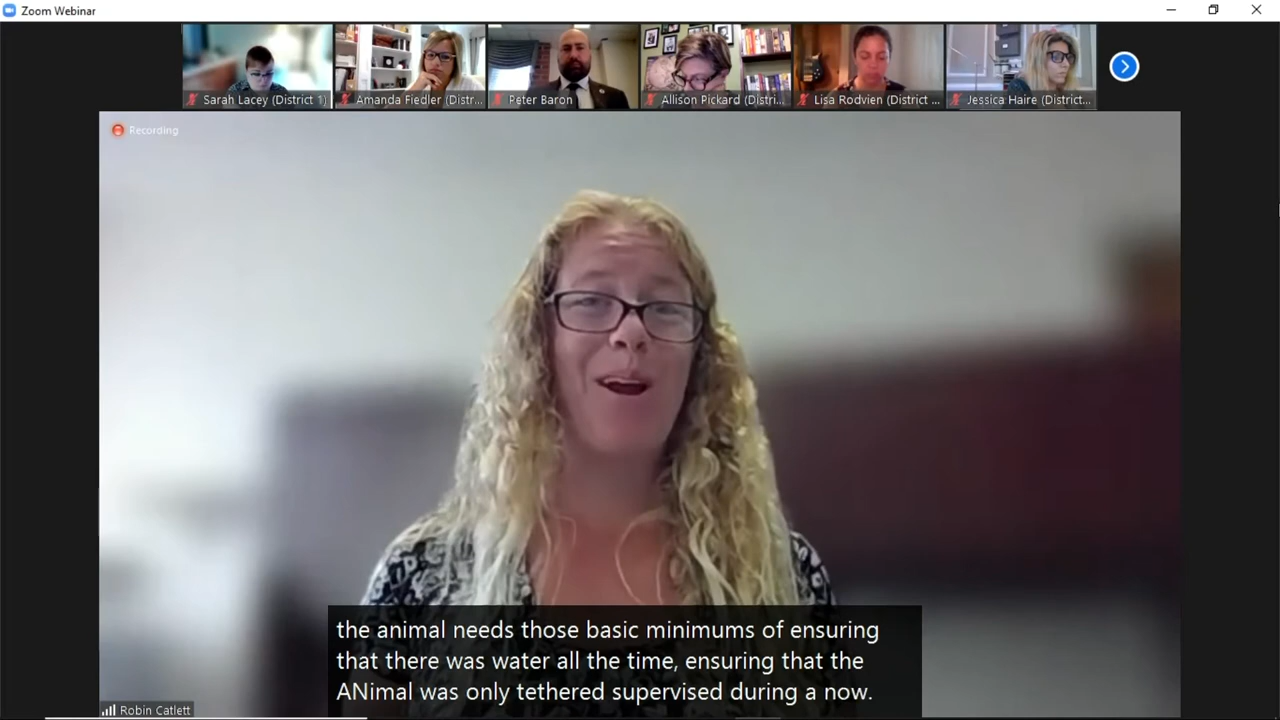 Zoom Webinar
Sarah Lacey (District 1)
Amanda Fiedler (Distr...
Peter Baron
Allison Pickard (Distri...
Lisa Rodvien (District ...
Jessica Haire (District...
Recording
the animal needs those basic minimums of ensuring
that there was water all the time, ensuring that the
ANimal was only tethered supervised during a now.
Robin Catlett